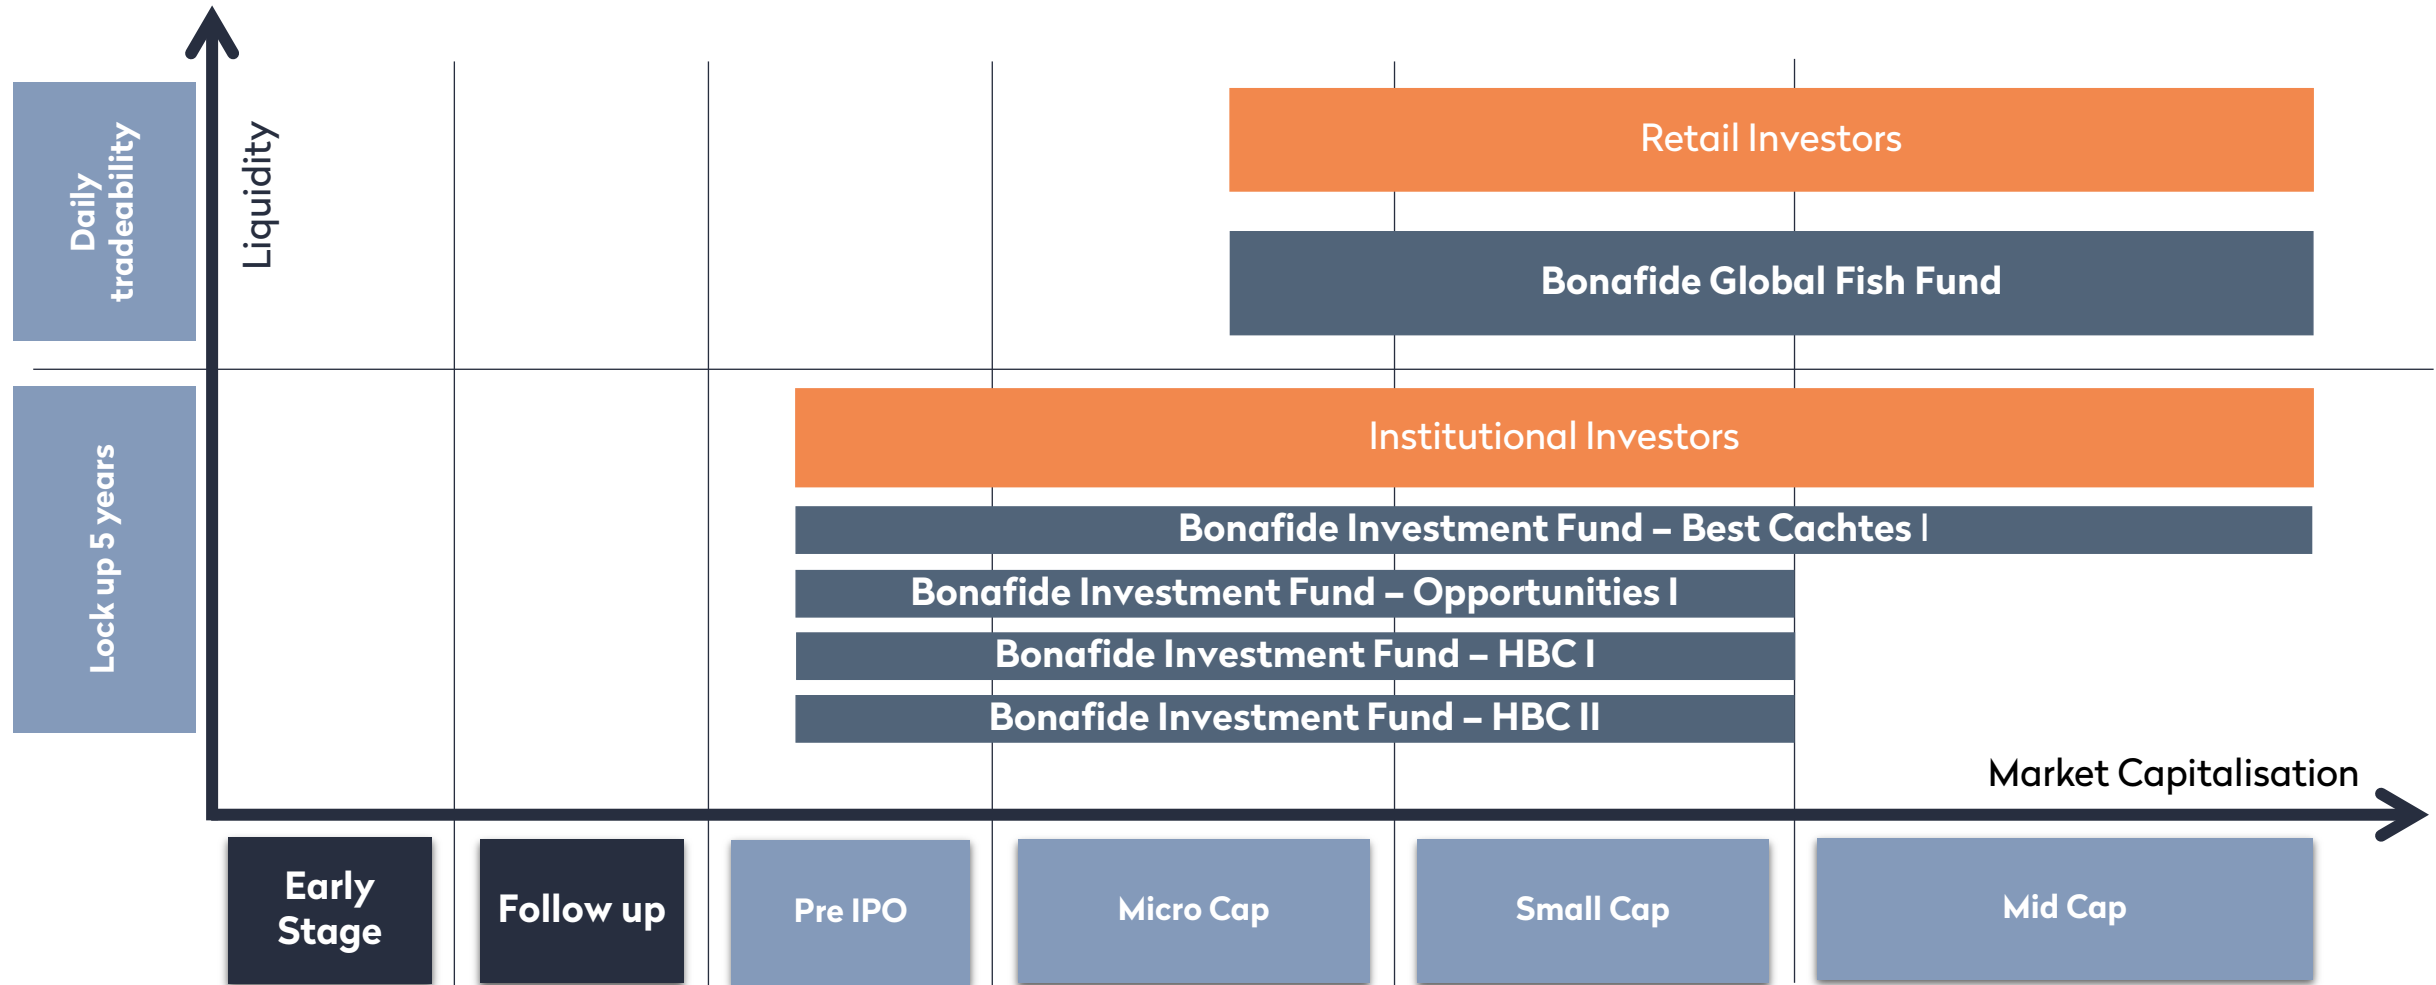 Daily
tradeability
Liquidity
Retail Investors
Bonafide Global Fish Fund
Lock up 5 years
Institutional Investors
Bonafide Investment Fund – Best Cachtes I
Bonafide Investment Fund – Opportunities I
Bonafide Investment Fund – HBC I
Bonafide Investment Fund – HBC II
Market Capitalisation
Early
Stage
Follow up
Pre IPO
Micro Cap
Small Cap
Mid Cap